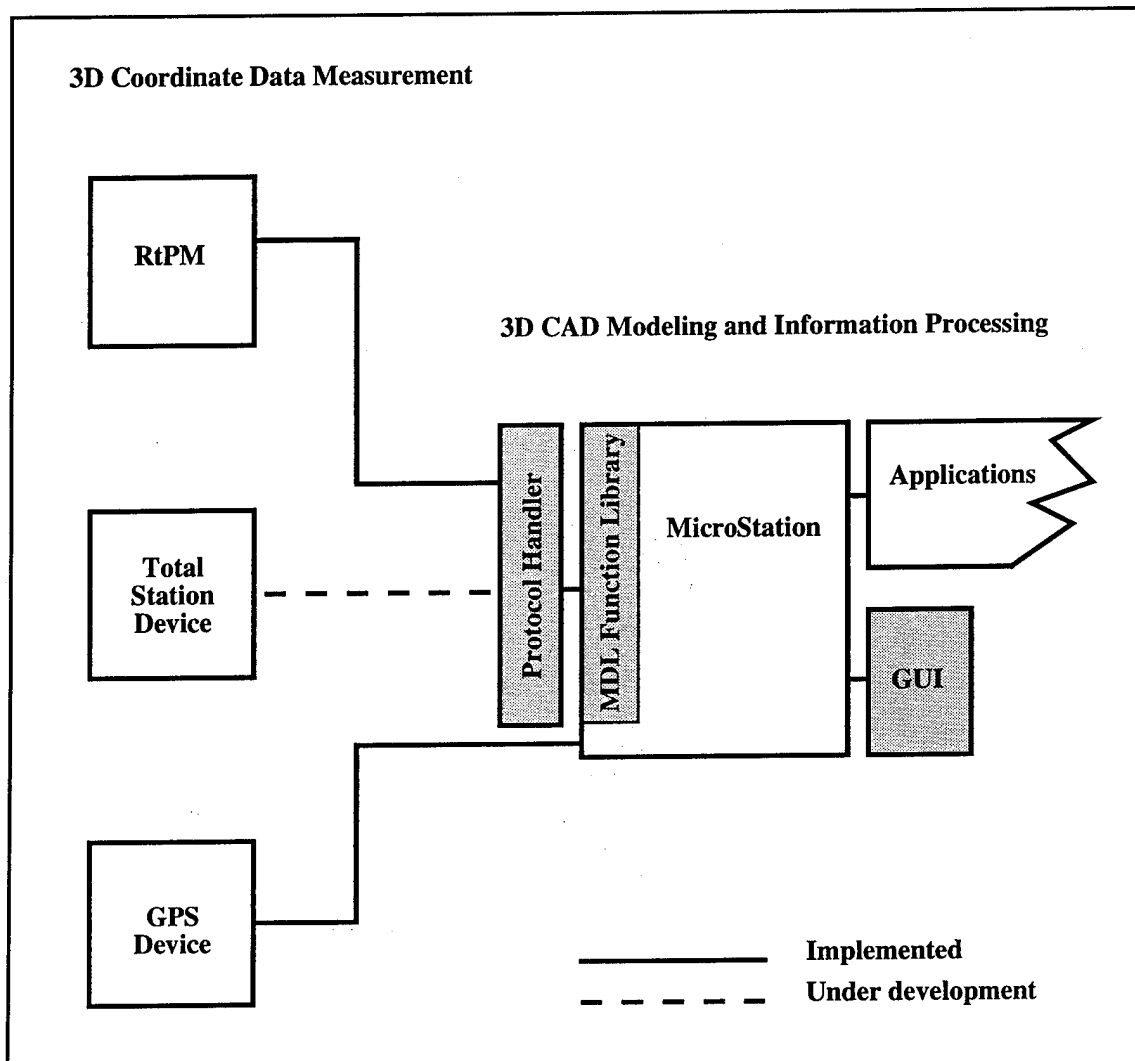 3D Coordinate Data Measurement
RtPM
3D CAD Modeling and Information Processing
Protocol Handler
MDL Function Library
MicroStation
Applications
Total
Station
Device
GUI
GPS
Device
Implemented
Under development